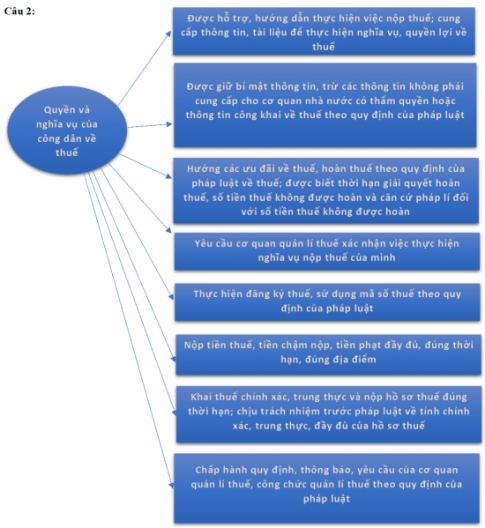 Câu 2:
Được hỗ trợ, hướng dẫn thực hiện việc nộp thuế; cung
cấp thông tin, tài liệu để thực hiện nghĩa vụ, quyền lợi về
thuế
Được giữ bí mật thông tin, trừ các thông tin không phải
cung cấp cho cơ quan nhà nước có thẩm quyền hoặc
thông tin công khai về thuế theo quy định của pháp luật
Quyền và
nghĩa vụ của
công dân về
thuế
Hưởng các ưu đãi về thuế, hoàn thuế theo quy định của
pháp luật về thuế; được biết thời hạn giải quyết hoàn
thuế, số tiền thuế không được hoàn và căn cứ pháp lí đối
với số tiền thuế không được hoàn
Yêu cầu cơ quan quản lí thuế xác nhận việc thực hiện
nghĩa vụ nộp thuế của mình
Thực hiện đăng ký thuế, sử dụng mã số thuế theo quy
định của pháp luật
Nộp tiền thuế, tiền chậm nộp, tiền phạt đầy đủ, đúng thời
hạn, đúng địa điểm
Khai thuế chính xác, trung thực và nộp hồ sơ thuế đúng
thời hạn; chịu trách nhiệm trước pháp luật về tính chính
xác, trung thực, đầy đủ của hồ sơ thuế
Chấp hành quy định, thông báo, yêu cầu của cơ quan
quản lí thuế, công chức quản lí thuế theo quy định của
pháp luật